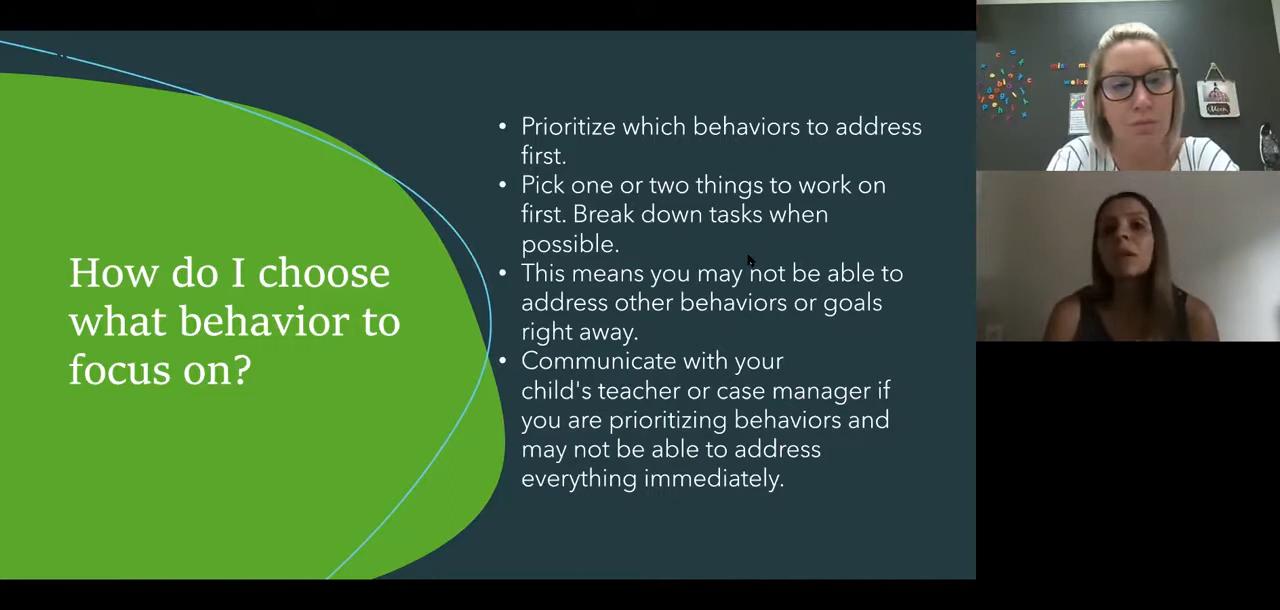 How do I choose
what behavior to
focus on?
• Prioritize which behaviors to address
first.
• Pick one or two things to work on
first. Break down tasks when
possible.
• This means you may not be able to
address other behaviors or goals
right away.
• Communicate with your
child's teacher or case manager if
you are prioritizing behaviors and
may not be able to address
everything immediately.